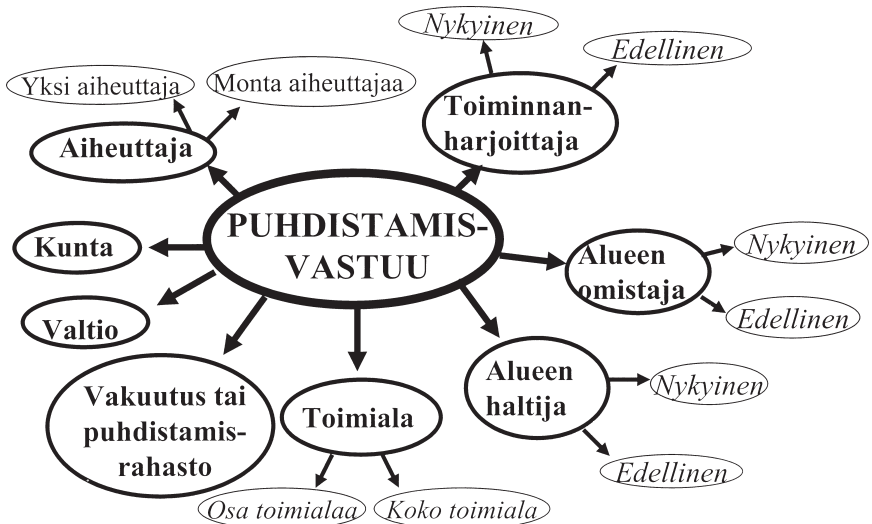 Nykyinen
Edellinen
Toiminnan-
harjoittaja
Yksi aiheuttaja
Monta aiheuttajaa
Aiheuttaja
PUHDISTAMIS-
VASTUU
Kunta
Valtio
Alueen
omistaja
Nykyinen
Edellinen
Alueen
haltija
Nykyinen
Edellinen
Vakuutus tai
puhdistamis-
rahasto
Toimiala
Osa toimialaa
Koko toimiala